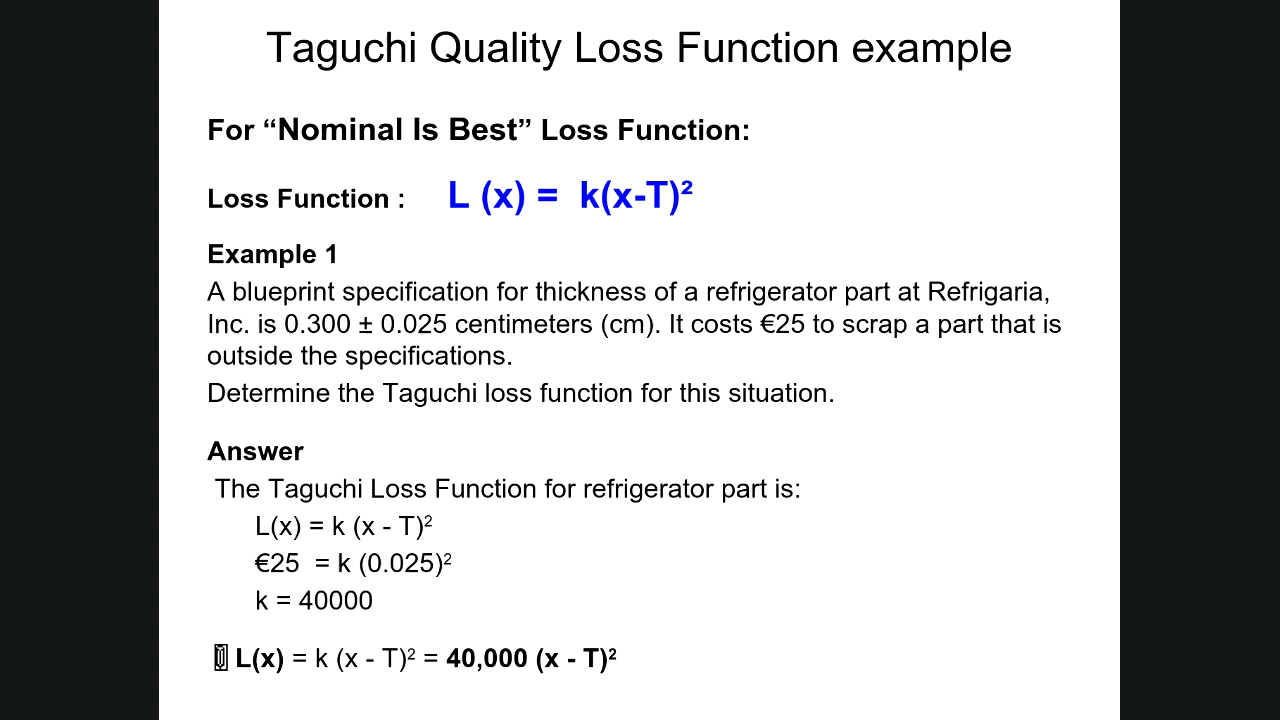 Taguchi Quality Loss Function example
For “Nominal Is Best” Loss Function:
Loss Function : L (x) = k(x-T)²
Example 1
A blueprint specification for thickness of a refrigerator part at Refrigaria,
Inc. is 0.300 ± 0.025 centimeters (cm). It costs €25 to scrap a part that is
outside the specifications.
Determine the Taguchi loss function for this situation.
Answer
The Taguchi Loss Function for refrigerator part is:
L(x) = k (x - T)²
€25 = k (0.025)²
k = 40000
L(x) = k (x - T)² = 40,000 (x - T)²